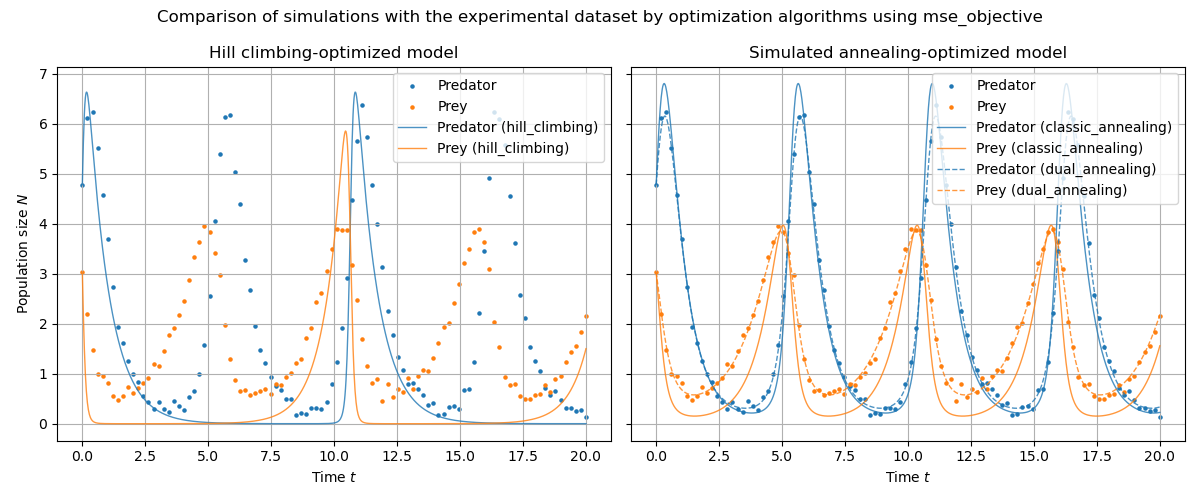 Comparison of simulations with the experimental dataset by optimization algorithms using mse_objective
Hill climbing-optimized model
Population size N
7
6
5
4
3
2
1
0
0.0 2.5 5.0 7.5 10.0 12.5 15.0 17.5 20.0
Time t
Predator
Prey
Predator (hill_climbing)
Prey (hill_climbing)
Simulated annealing-optimized model
Predator
Prey
Predator (classic_annealing)
Prey (classic_annealing)
Predator (dual_annealing)
Prey (dual_annealing)
0.0 2.5 5.0 7.5 10.0 12.5 15.0 17.5 20.0
Time t